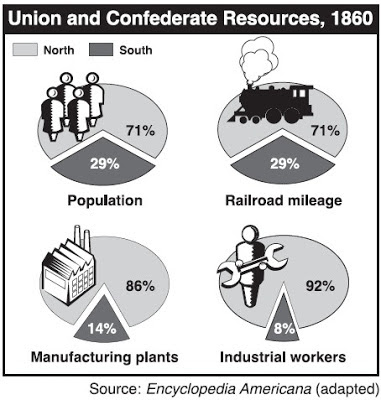 Union and Confederate Resources, 1860
North South
71%
29%
Population
71%
29%
Railroad mileage
86%
14%
Manufacturing plants
92%
8%
Industrial workers
Source: Encyclopedia Americana (adapted)